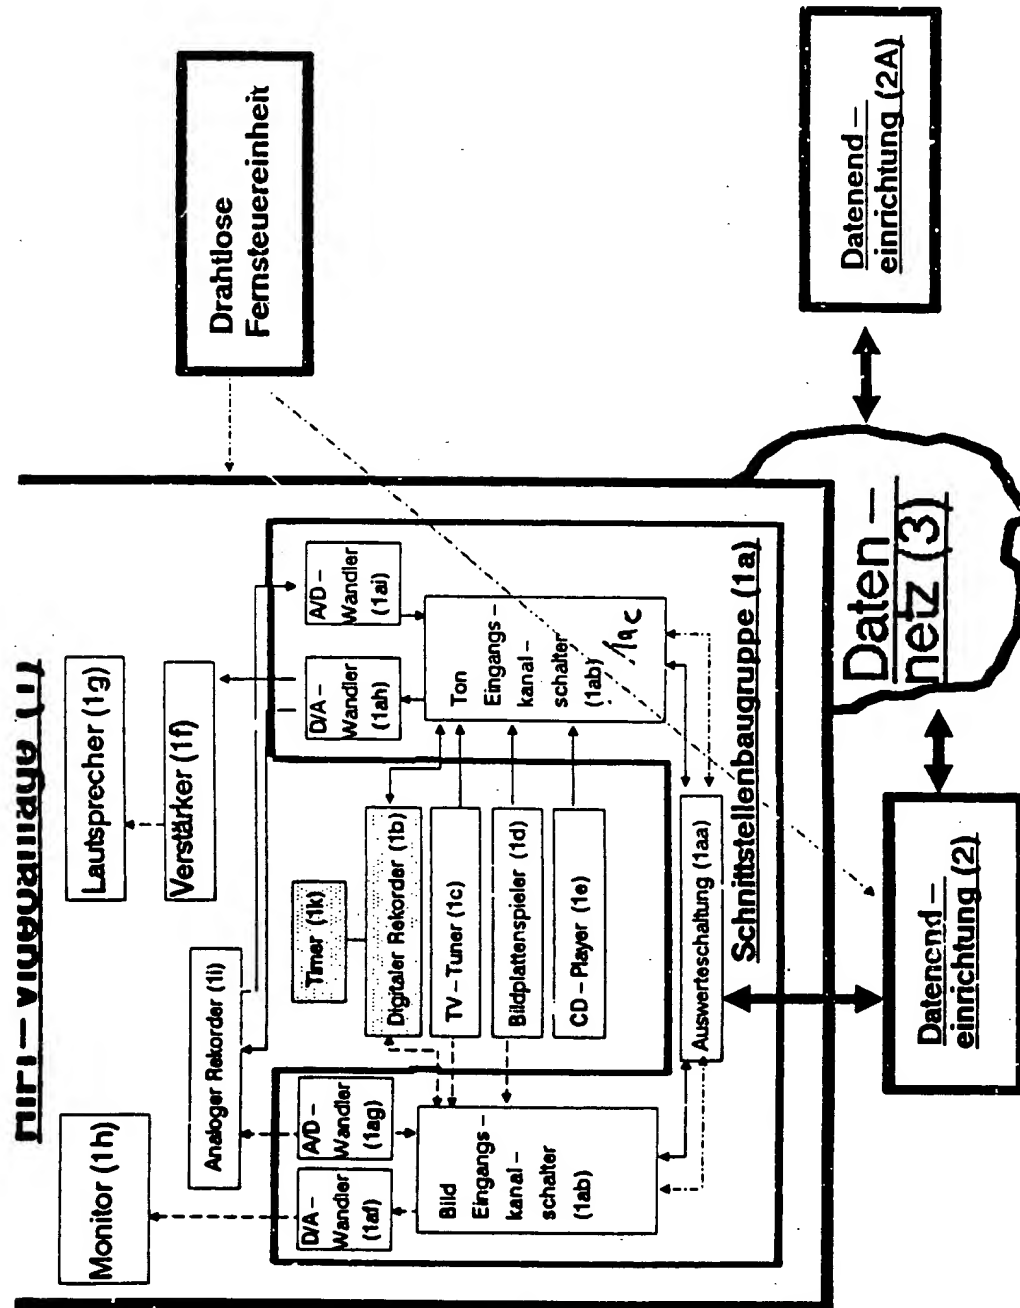 Monitor (1h)
Lautsprecher (1g)
Verstärker (1f)
Analoger Rekorder (1i)
Drahtlose
Fernsteuereinheit
Timer (1k)
D/A –
Wandler
(1af)
A/D –
Wandler
(1ag)
D/A –
Wandler
(1ah)
A/D –
Wandler
(1ai)
Digitaler Rekorder (1b)
TV – Tuner (1c)
Bildplattenspieler (1d)
CD – Player (1e)
Bild
Eingangs –
kanal –
schalter
(1ab)
Ton
Eingangs –
kanal –
schalter
(1ab) 1ac
Auswerteschaltung (1aa)
Schnittstellenbaugruppe (1a)
Datenend –
einrichtung (2)
Daten –
netz (3)
Datenend –
einrichtung (2A)